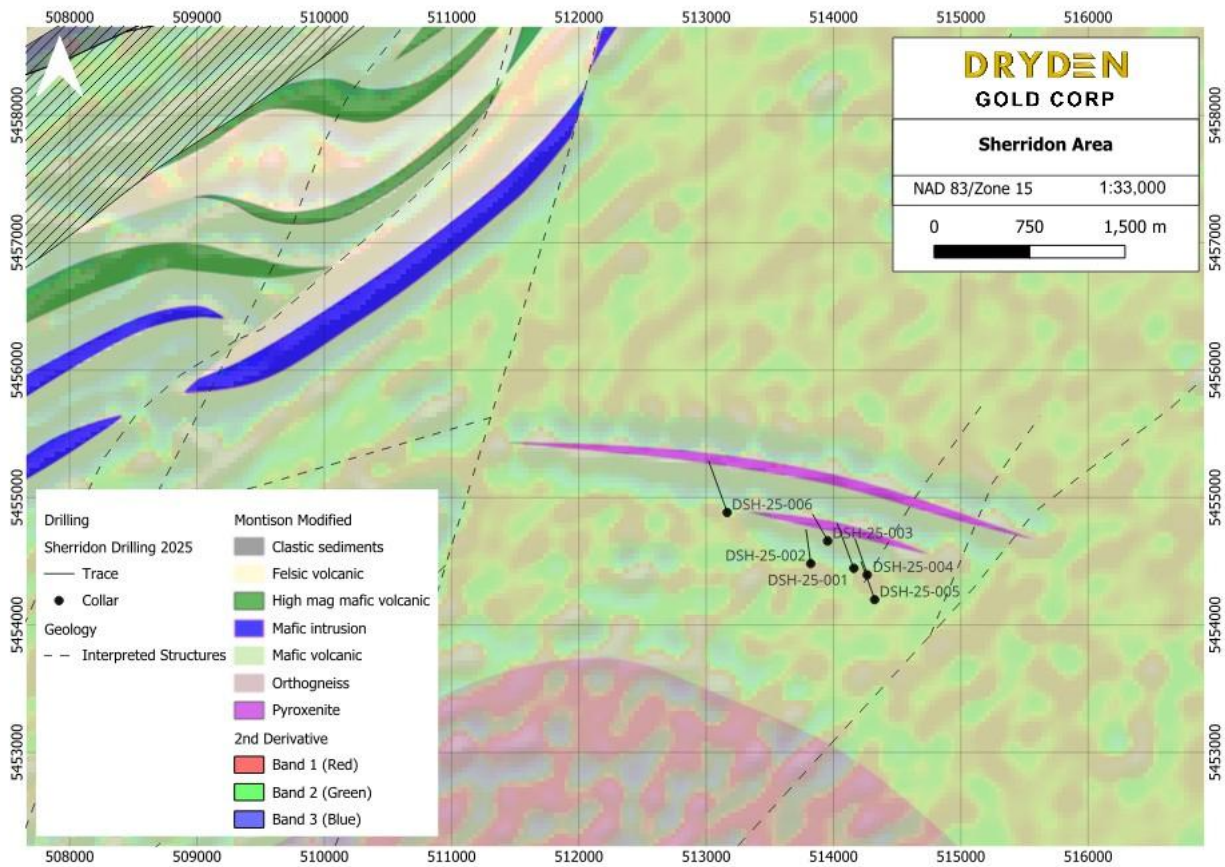 508000 509000 510000 511000 512000 513000 514000 515000 516000
DRYDEN
GOLD CORP
Sherridon Area
NAD 83/Zone 15 1:33,000
0 750 1,500 m
5458000 5458000
5457000 5457000
5456000 5456000
5455000 5455000
5454000 5454000
5453000 5453000
DSH-25-006
DSH-25-003
DSH-25-002
DSH-25-004
DSH-25-001
DSH-25-005
Drilling
Sherridon Drilling 2025
Trace
Collar
Geology
Interpreted Structures
Montison Modified
Clastic sediments
Felsic volcanic
High mag mafic volcanic
Mafic intrusion
Mafic volcanic
Orthogneiss
Pyroxenite
2nd Derivative
Band 1 (Red)
Band 2 (Green)
Band 3 (Blue)
508000 509000 510000 511000 512000 513000 514000 515000 516000